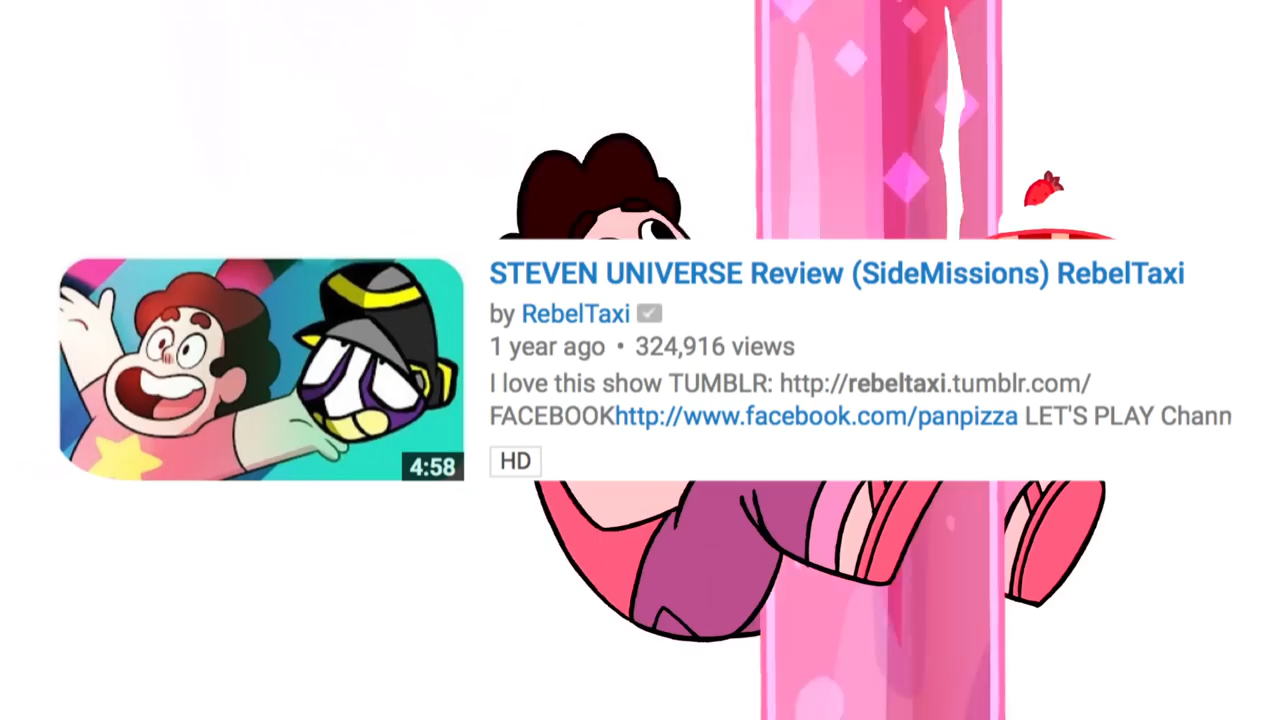 STEVEN UNIVERSE Review (SideMissions) RebelTaxi
by RebelTaxi
1 year ago • 324,916 views
I love this show TUMBLR: http://rebeltaxi.tumblr.com/
FACEBOOKhttp://www.facebook.com/panpizza LET'S PLAY Chann
4:58
HD